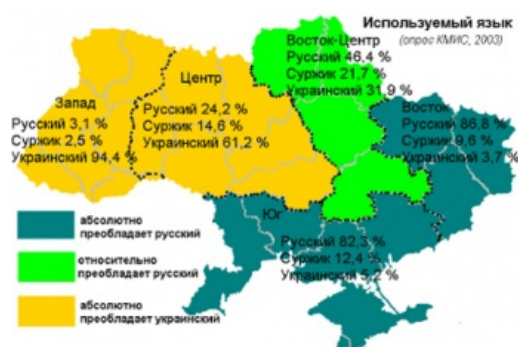 Используемый язык
(опрос КМИС, 2003)
Восток-Центр
Русский 46,4 %
Суржик 21,7 %
Украинский 31,9 %
Центр
Русский 24,2 %
Суржик 14,6 %
Украинский 61,2 %
Запад
Русский 3,1 %
Суржик 2,5 %
Украинский 94,4 %
Восток
Русский 86,8 %
Суржик 9,6 %
Украинский 3,7 %
Юг
Русский 82,3 %
Суржик 12,4 %
Украинский 5,2 %
абсолютно
преобладает русский
относительно
преобладает русский
абсолютно
преобладает украинский